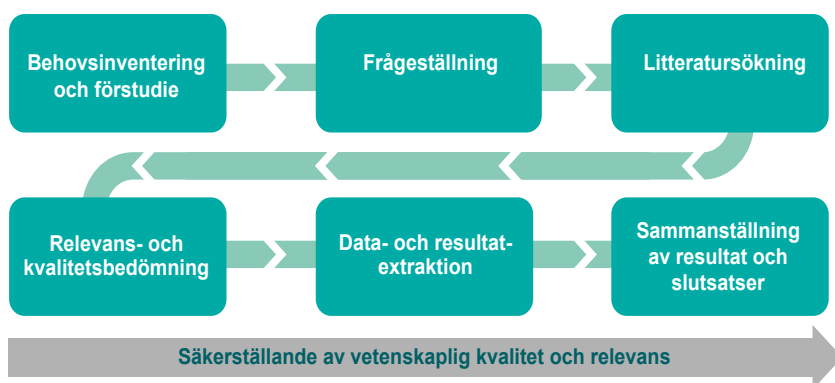 Behovsinventering
och förstudie
Frågeställning
Litteratursökning
Relevans- och
kvalitetsbedömning
Data- och resultat-
extraktion
Sammanställning
av resultat och
slutsatser
Säkerställande av vetenskaplig kvalitet och relevans